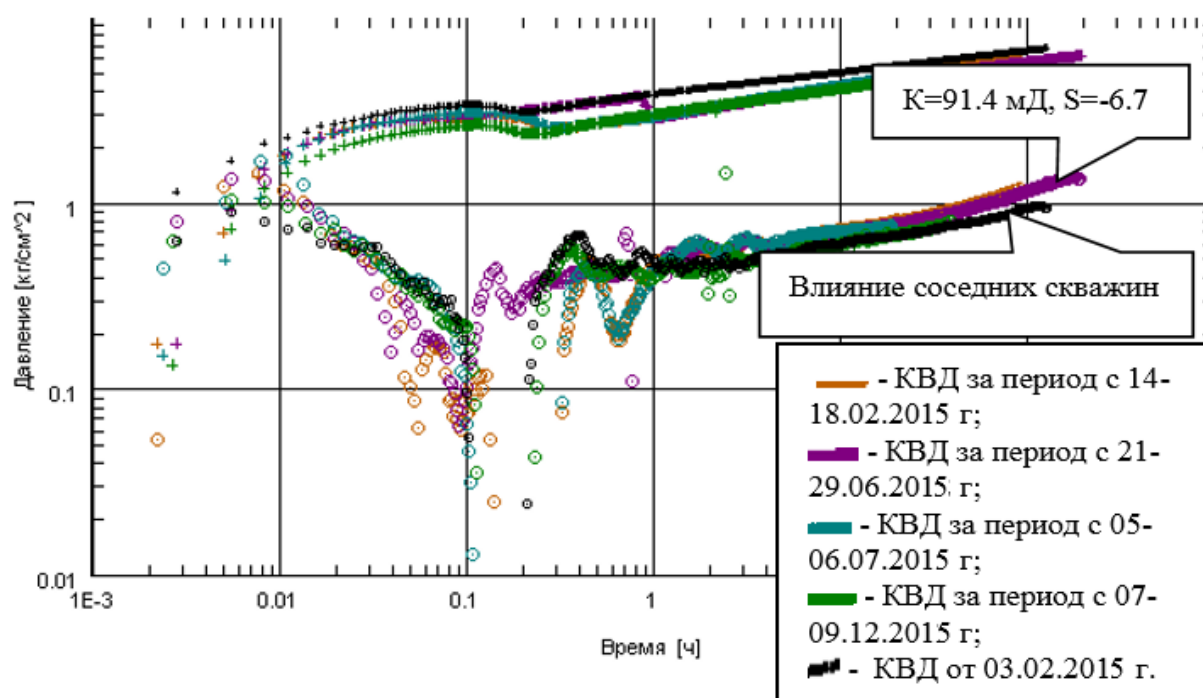 К=91.4 мД, S=-6.7
Давление [кг/см^2]
1
0.1
0.01
Влияние соседних скважин
1E-3
0.01
0.1
1
Время [ч]
- КВД за период с 14-
18.02.2015 г;
- КВД за период с 21-
29.06.2015 г;
- КВД за период с 05-
06.07.2015 г;
- КВД за период с 07-
09.12.2015 г;
- КВД от 03.02.2015 г.